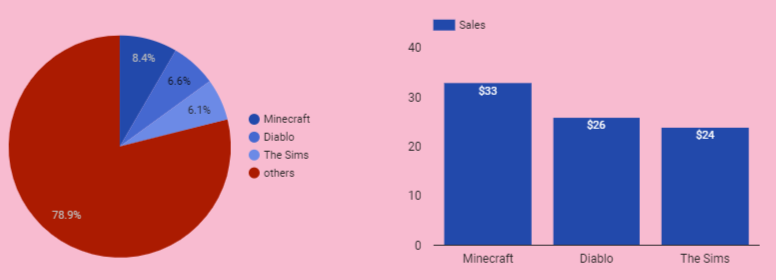 8.4%
6.6%
6.1%
78.9%
Minecraft
Diablo
The Sims
others
Sales
40
30
20
10
0
$33
$26
$24
Minecraft Diablo The Sims